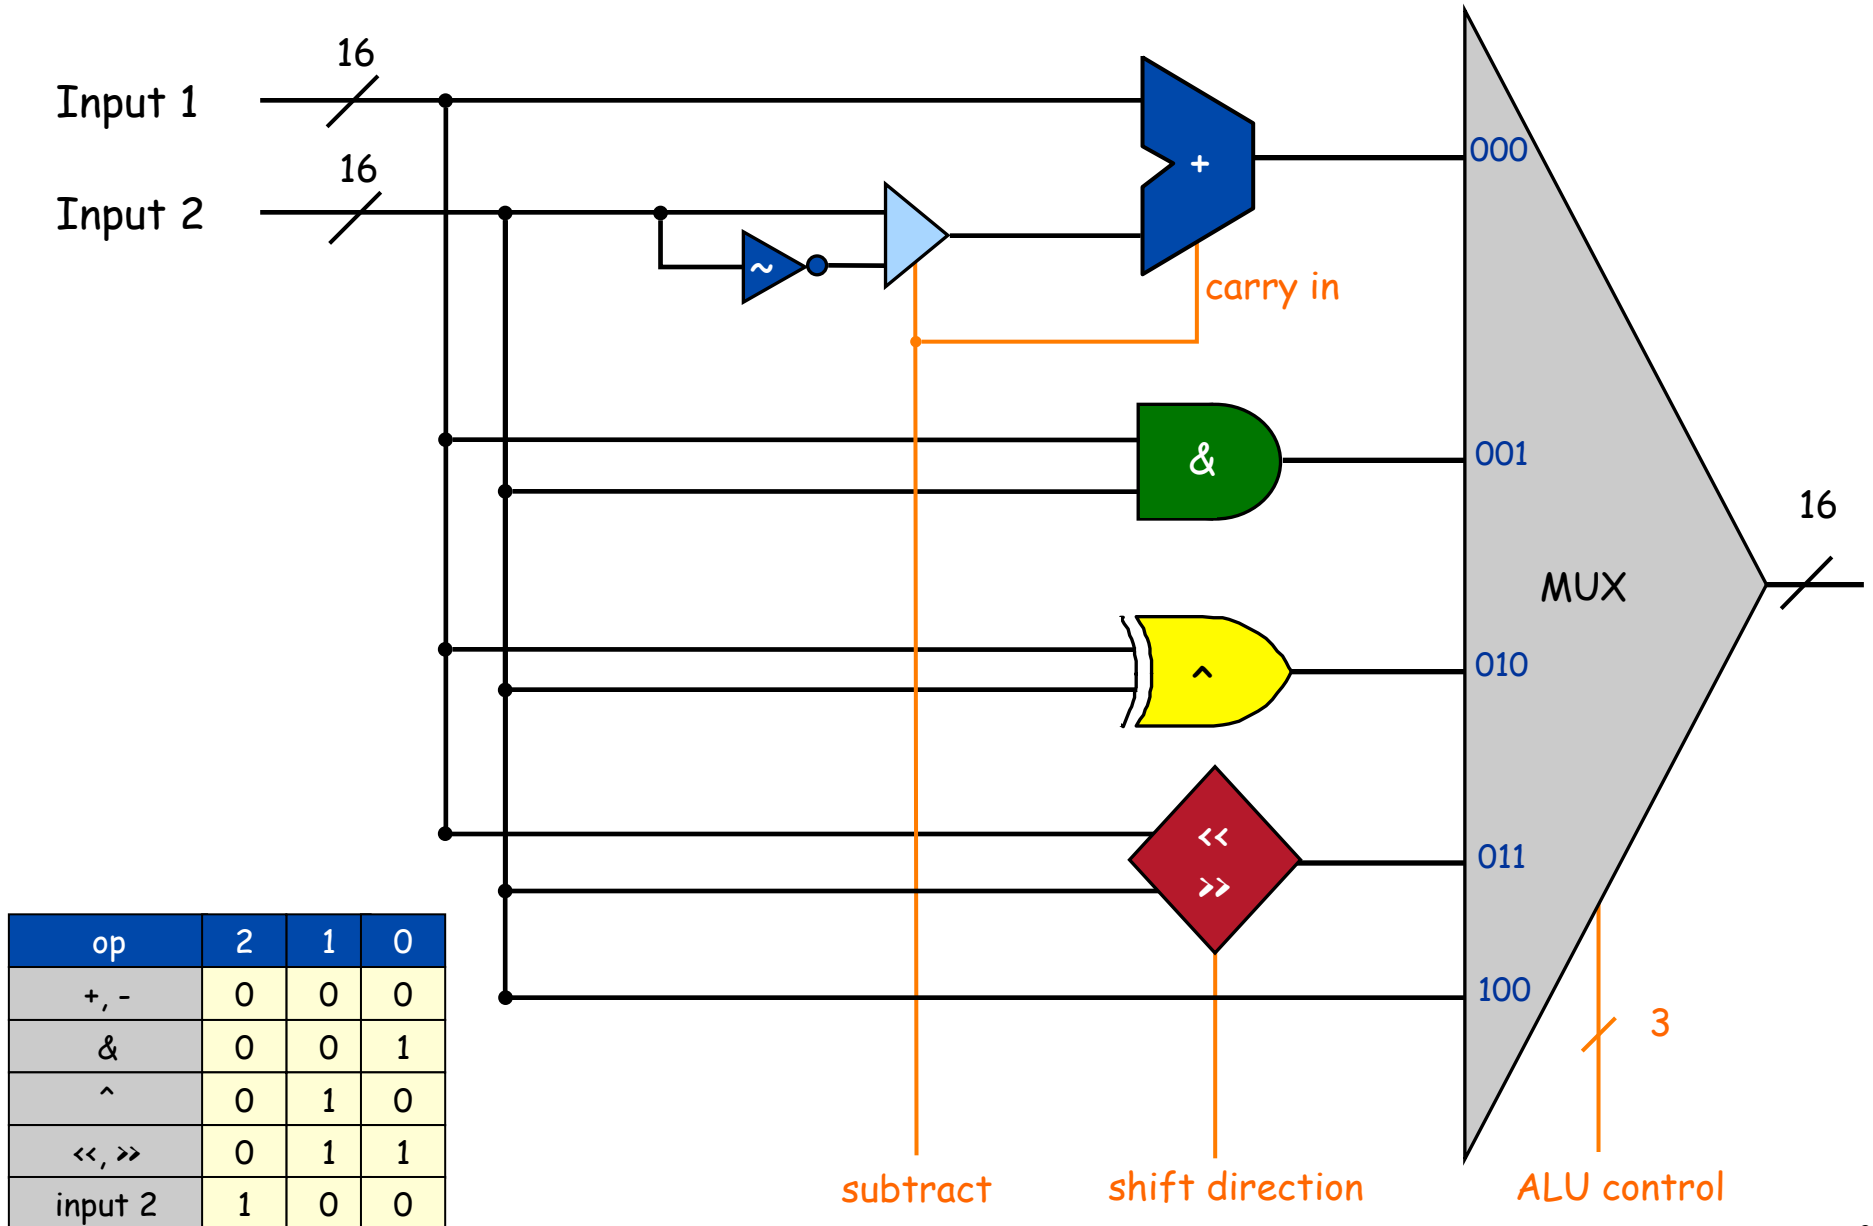 16
Input 1
16
Input 2
~
+
000
carry in
&
001
16
MUX
^
010
<<
>>
011
100
3
op 2 1 0
+, - 0 0 0
& 0 0 1
^ 0 1 0
<<, >> 0 1 1
input 2 1 0 0
subtract
shift direction
ALU control